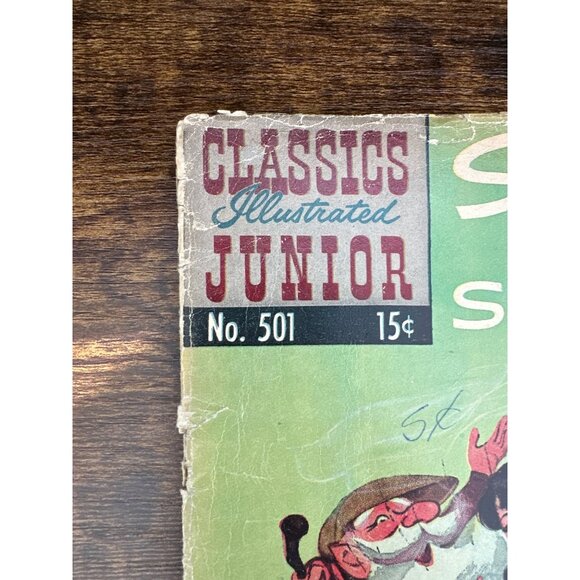 CLASSICS
Illustrated
JUNIOR
No. 501 15¢
S
S
5¢